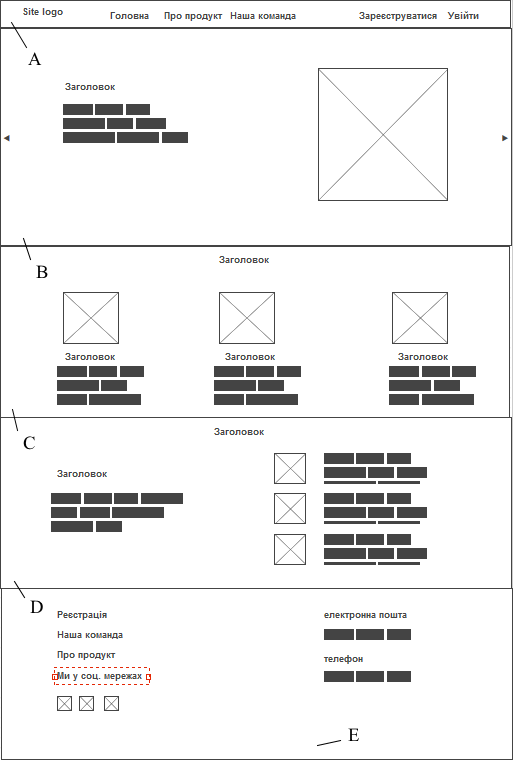 Site logo Головна Про продукт Наша команда Зареєструватися Увійти
A
Заголовок
B
Заголовок
Заголовок Заголовок Заголовок
C
Заголовок
Заголовок
D
Реєстрація
Наша команда
Про продукт
Ми у соц. мережах
електронна пошта
телефон
E